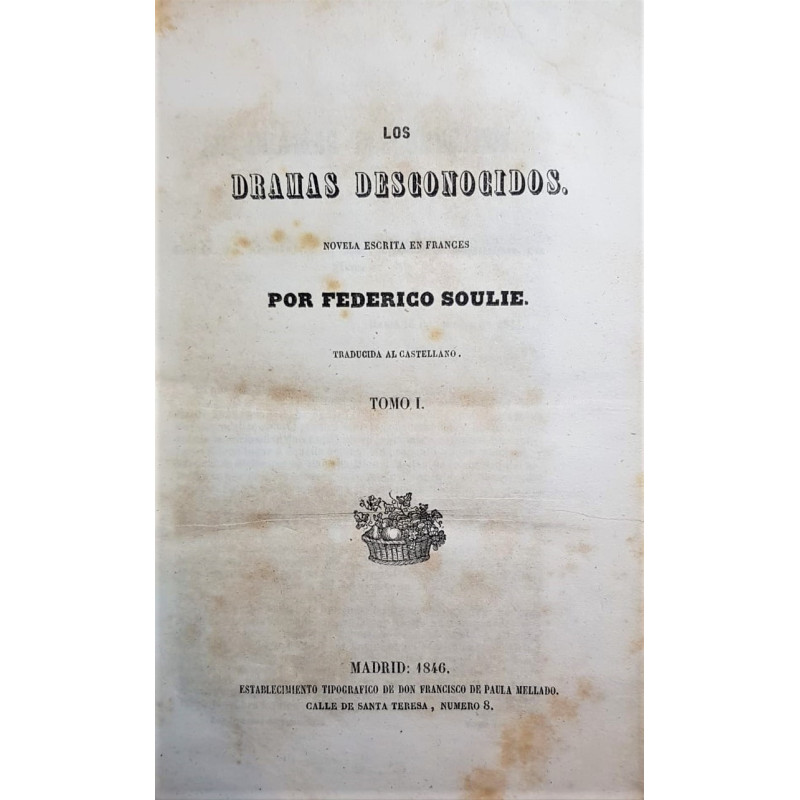 LOS
DRAMAS DESCONOCIDOS.
NOVELA ESCRITA EN FRANCES
POR FEDERICO SOULIE.
TRADUCIDA AL CASTELLANO.
TOMO I.
MADRID: 1846.
ESTABLECIMIENTO TIPOGRAFICO DE DON FRANCISCO DE PAULA MELLADO.
CALLE DE SANTA TERESA, NUMERO 8.